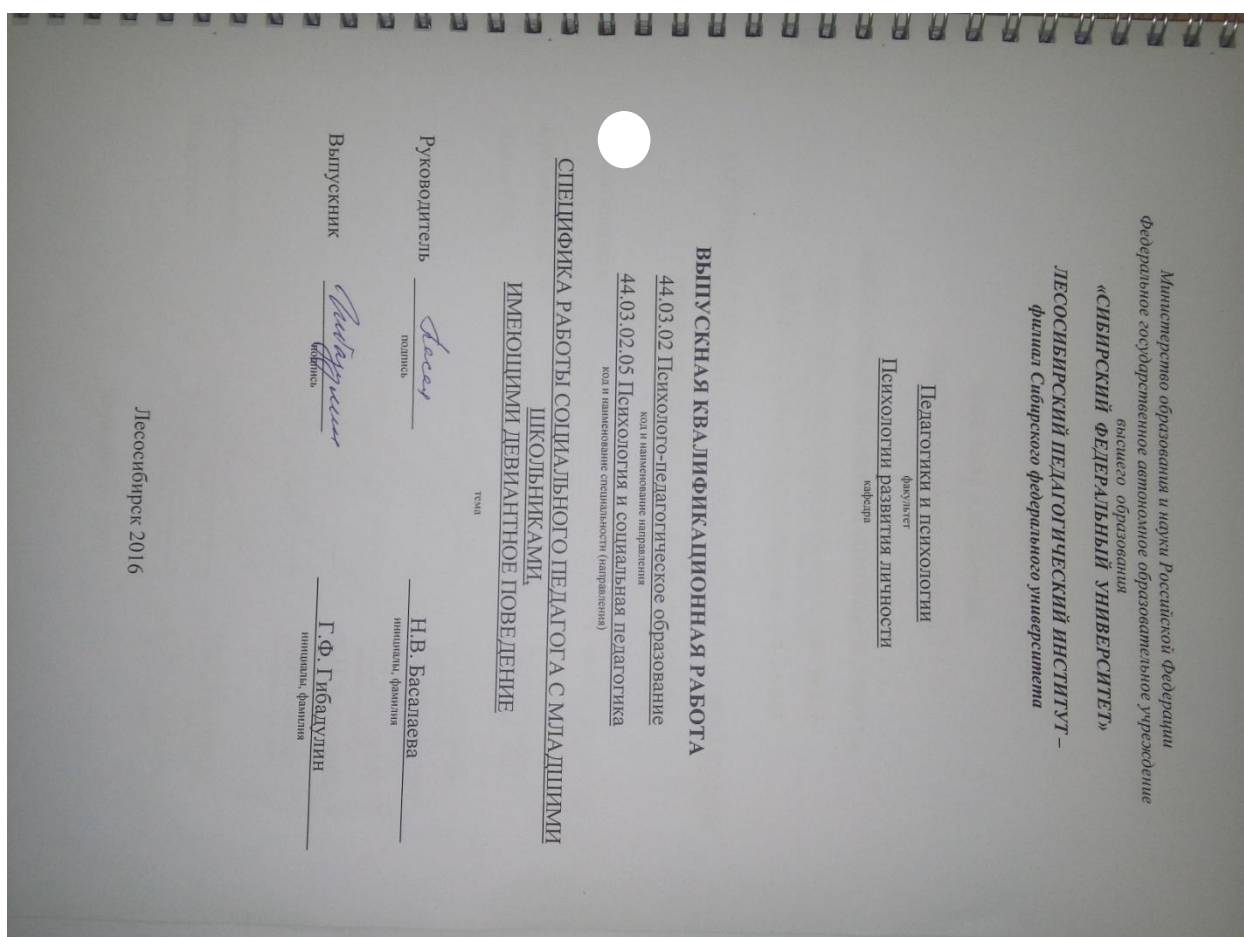 Министерство образования и науки Российской Федерации
Федеральное государственное автономное образовательное учреждение
высшего образования
«СИБИРСКИЙ ФЕДЕРАЛЬНЫЙ УНИВЕРСИТЕТ»
ЛЕСОСИБИРСКИЙ ПЕДАГОГИЧЕСКИЙ ИНСТИТУТ –
филиал Сибирского федерального университета
Педагогики и психологии
факультет
Психологии развития личности
кафедра
ВЫПУСКНАЯ КВАЛИФИКАЦИОННАЯ РАБОТА
44.03.02 Психолого-педагогическое образование
код и наименование направления
44.03.02.05 Психология и социальная педагогика
код и наименование специальности (направления)
СПЕЦИФИКА РАБОТЫ СОЦИАЛЬНОГО ПЕДАГОГА С МЛАДШИМИ
ШКОЛЬНИКАМИ,
ИМЕЮЩИМИ ДЕВИАНТНОЕ ПОВЕДЕНИЕ
тема
Руководитель Н.В. Басалаева
подпись инициалы, фамилия
Выпускник Г.Ф. Гибадулин
подпись инициалы, фамилия
Лесосибирск 2016